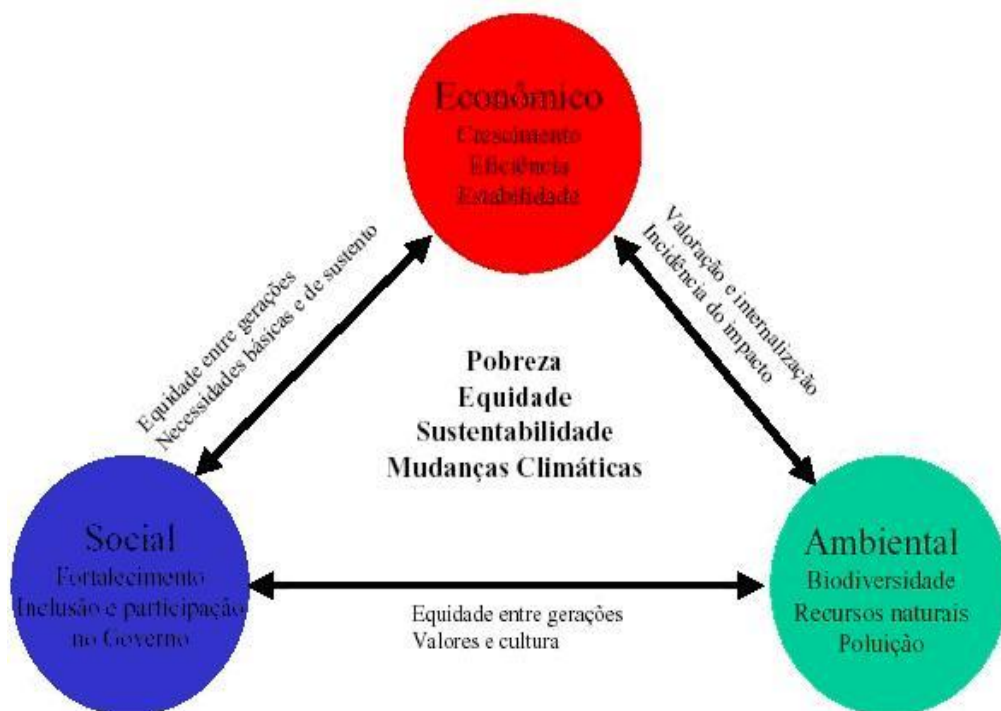 Econômico
Crescimento
Eficiência
Estabilidade
Equidade entre gerações
Necessidades básicas e de sustento
Valoração e internalização
Incidência do impacto
Pobreza
Equidade
Sustentabilidade
Mudanças Climáticas
Social
Fortalecimento
Inclusão e participação
no Governo
Equidade entre gerações
Valores e cultura
Ambiental
Biodiversidade
Recursos naturais
Poluição